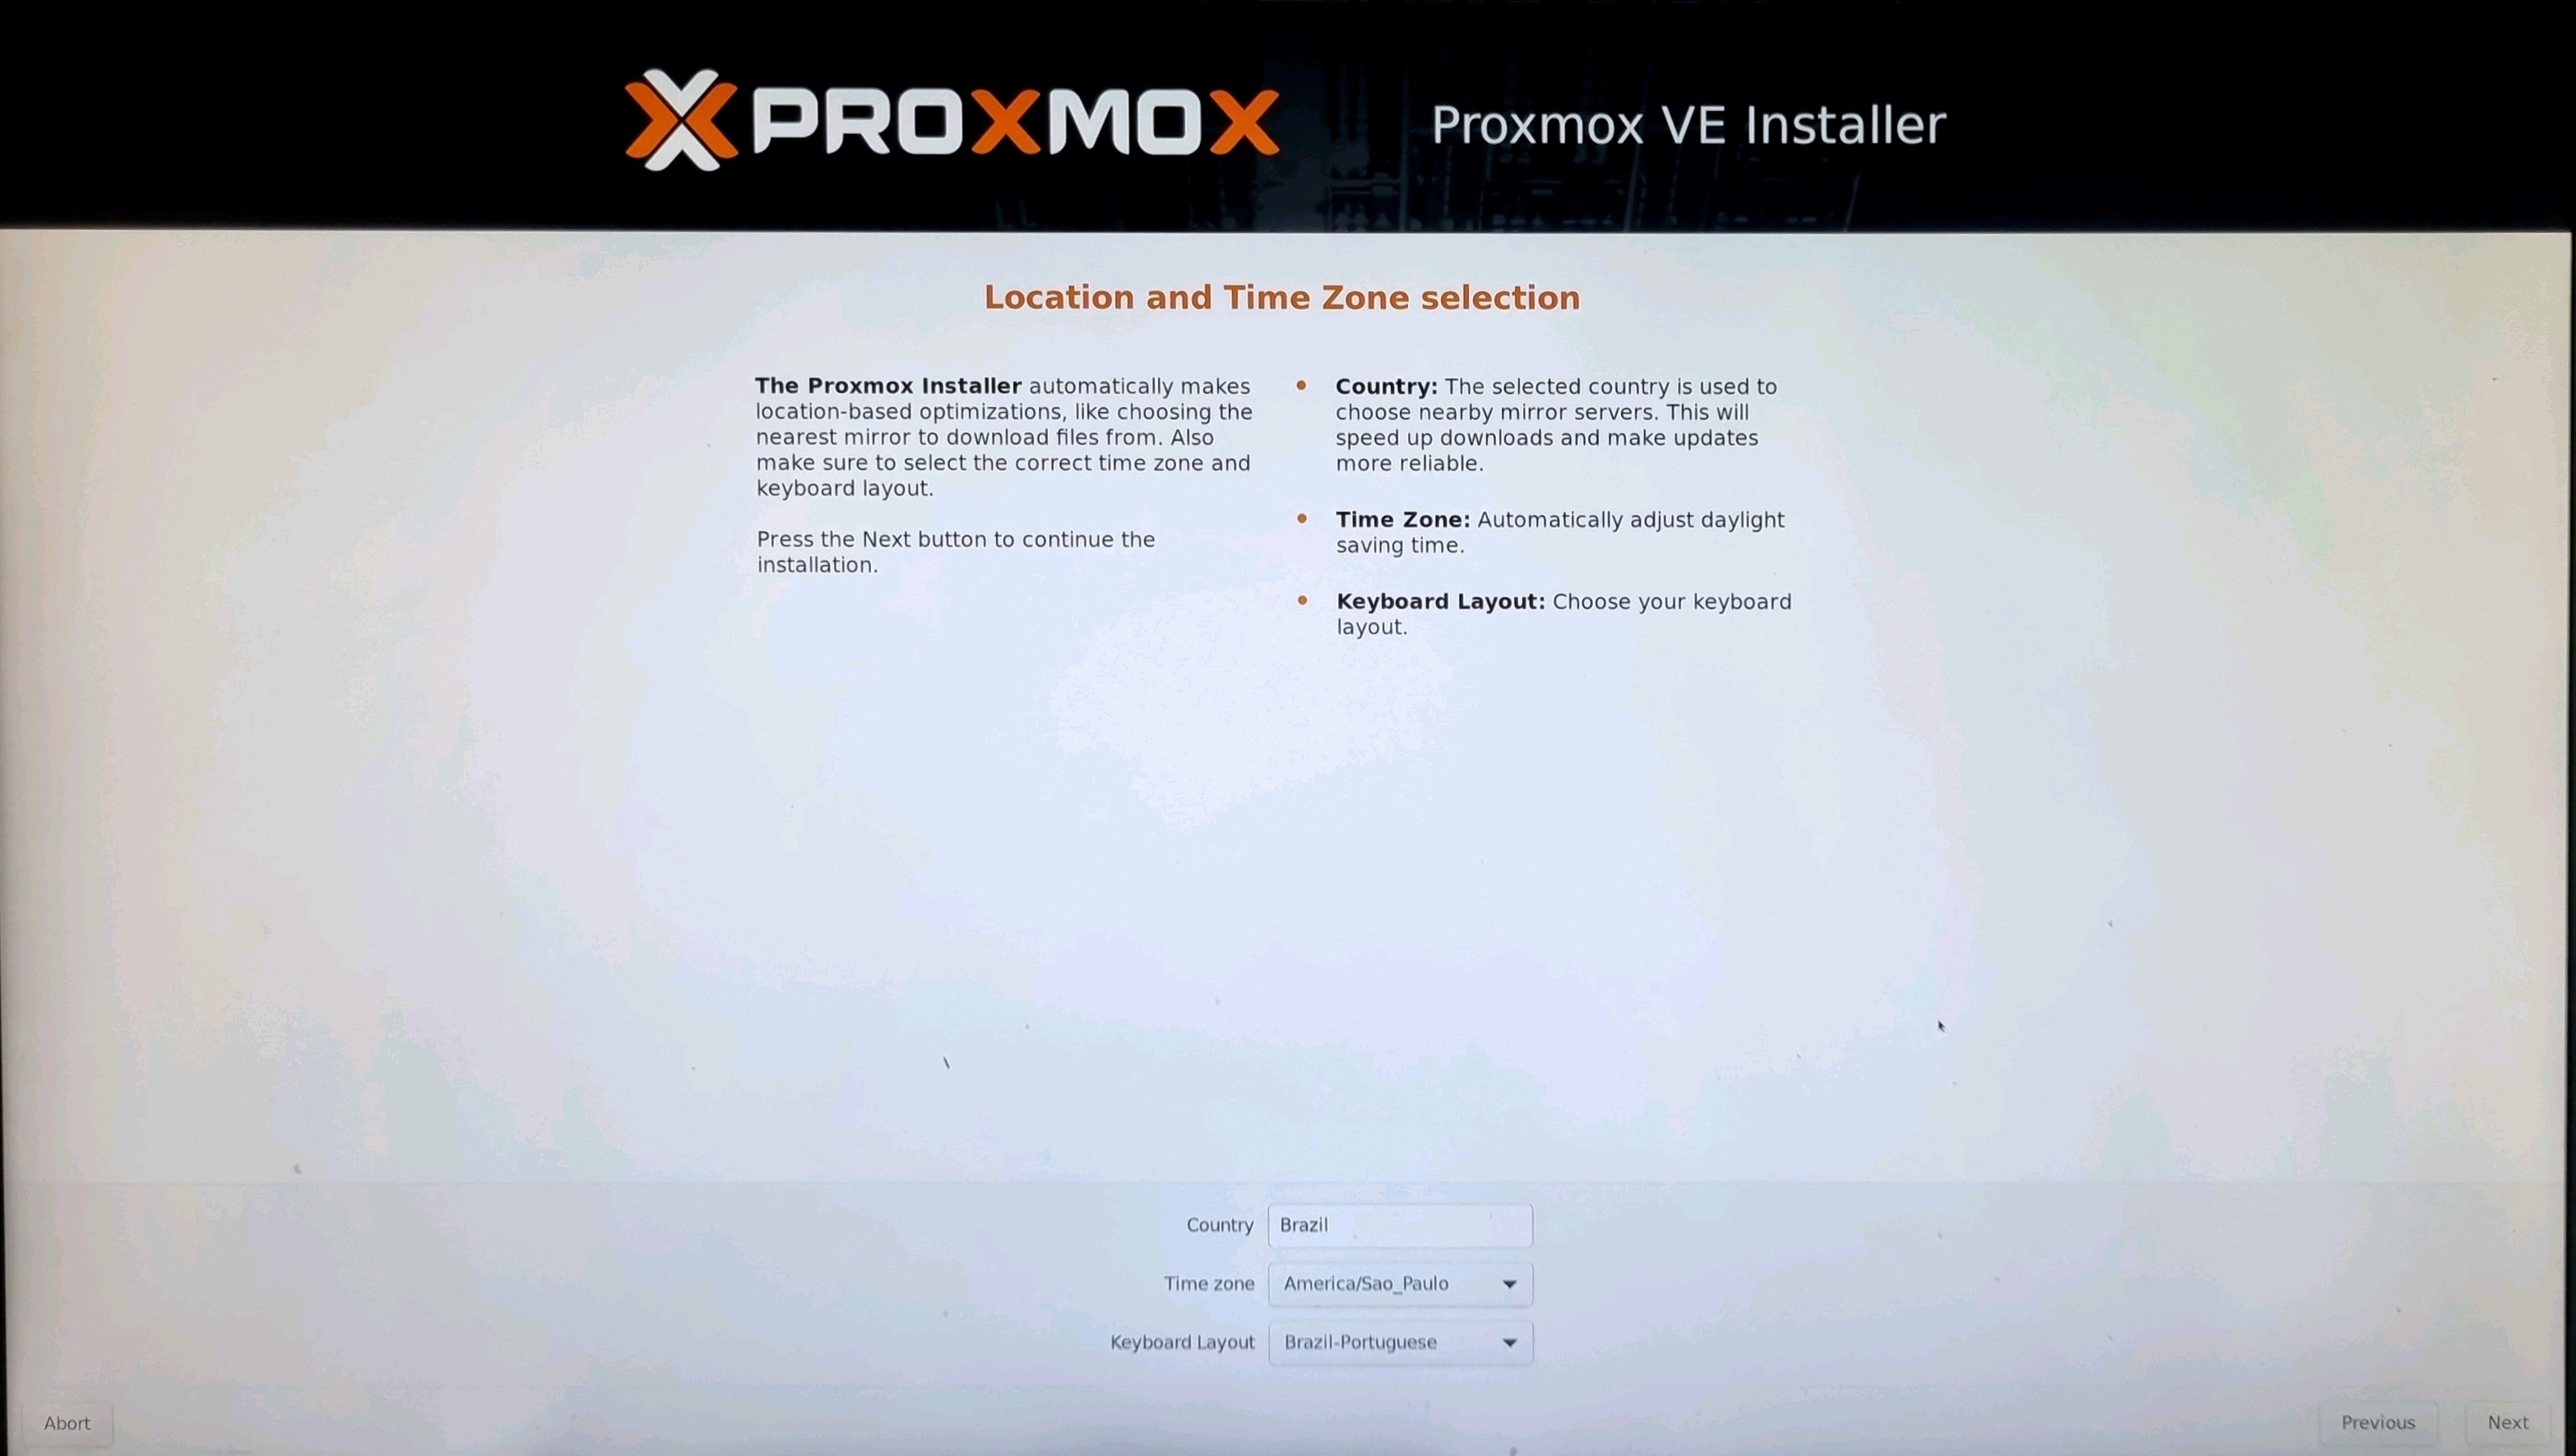 PROXMOX
Proxmox VE Installer
Location and Time Zone selection
The Proxmox Installer automatically makes
location-based optimizations, like choosing the
nearest mirror to download files from. Also
make sure to select the correct time zone and
keyboard layout.
Press the Next button to continue the
installation.
Country: The selected country is used to
choose nearby mirror servers. This will
speed up downloads and make updates
more reliable.
Time Zone: Automatically adjust daylight
saving time.
Keyboard Layout: Choose your keyboard
layout.
Country Brazil
Time zone America/Sao_Paulo
Keyboard Layout Brazil-Portuguese
Abort Previous Next